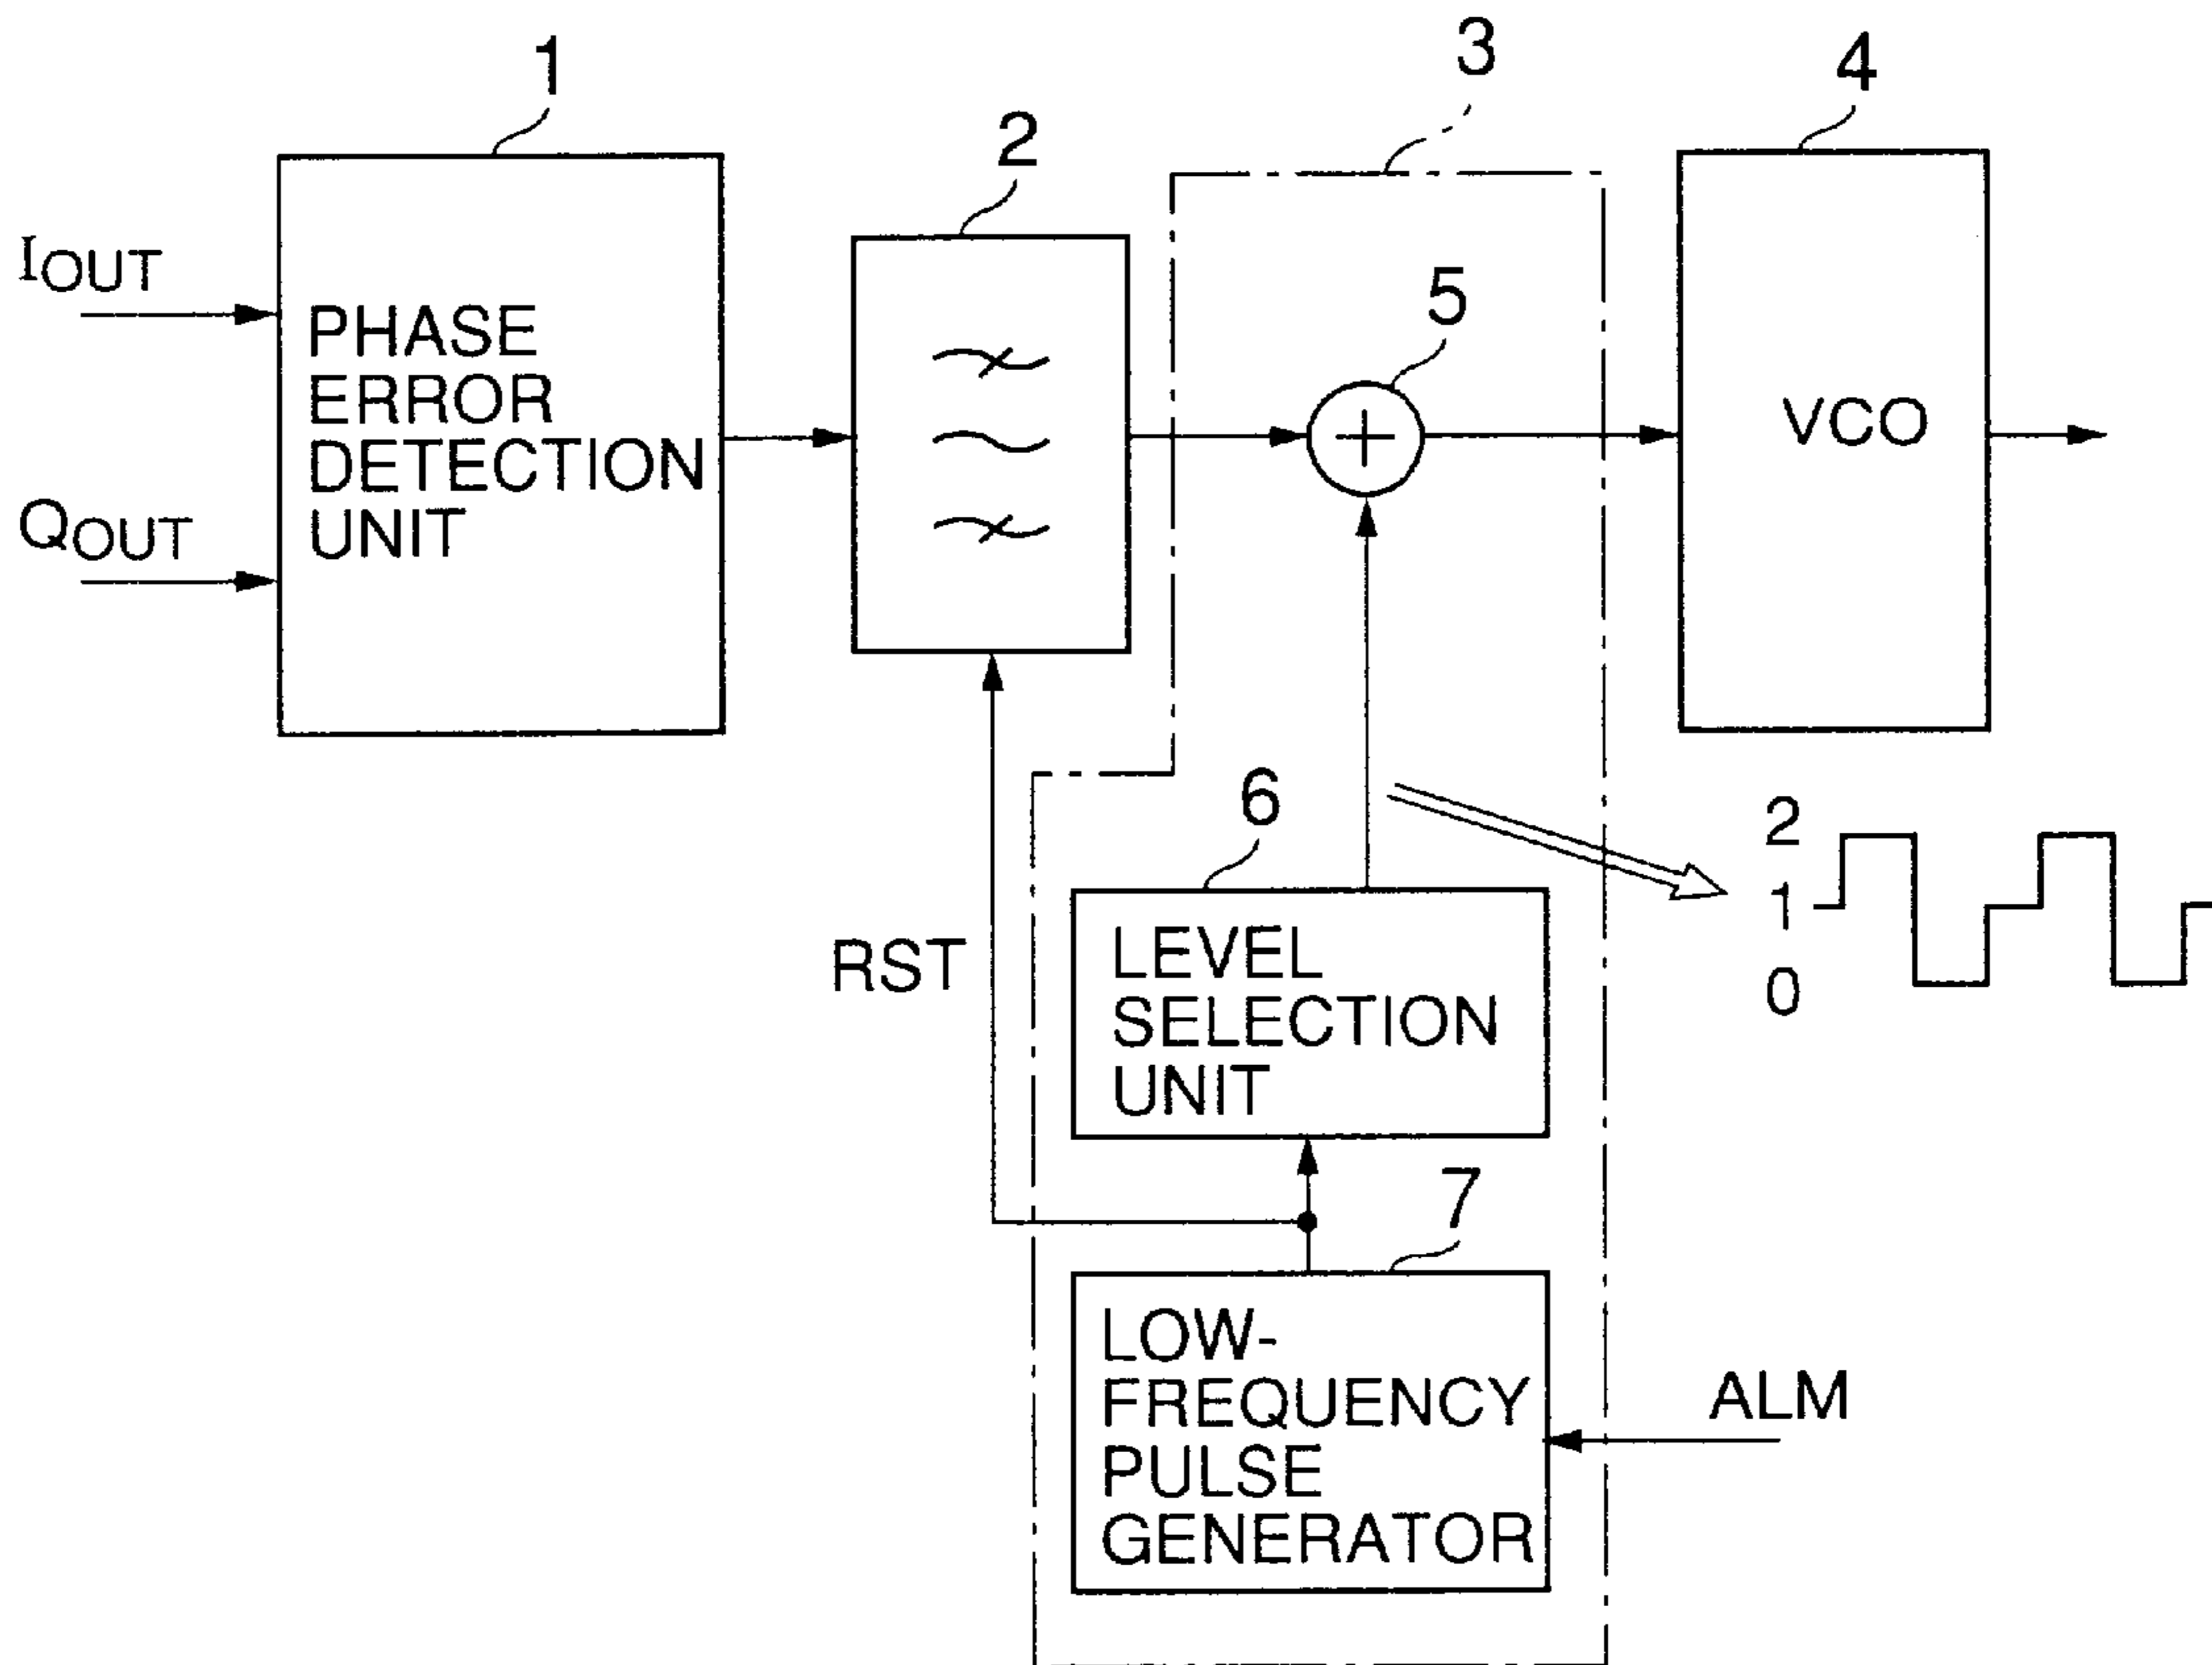 1
2
3
4
5
IOUT
QOUT
PHASE
ERROR
DETECTION
UNIT
VCO
6
2
1
0
RST
LEVEL
SELECTION
UNIT
7
LOW-
FREQUENCY
PULSE
GENERATOR
ALM